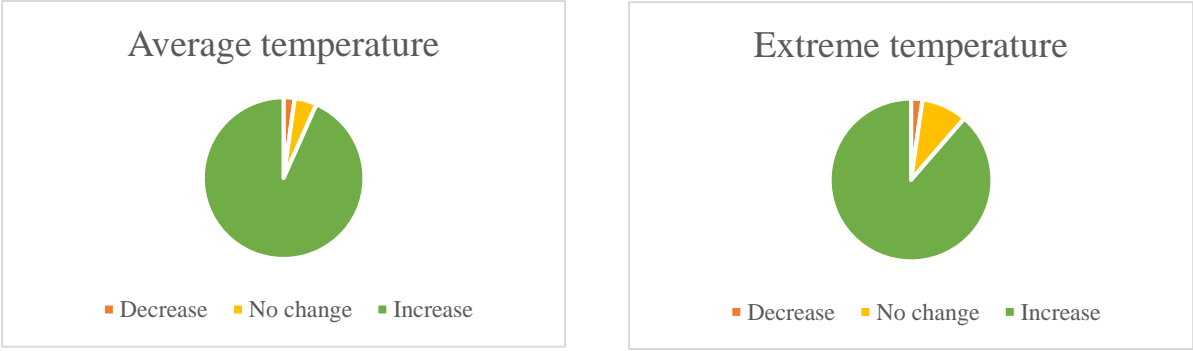 Average temperature
Decrease No change Increase
Extreme temperature
Decrease No change Increase